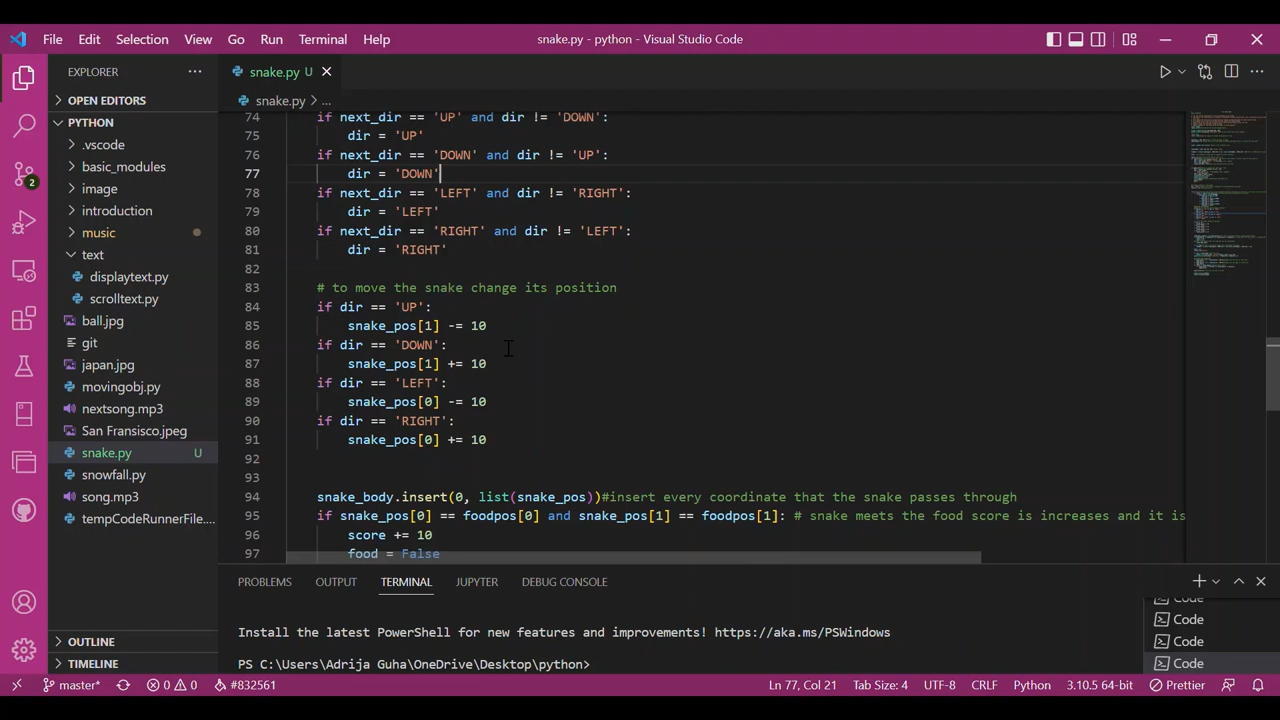 File Edit Selection View Go Run Terminal Help snake.py - python - Visual Studio Code
EXPLORER
OPEN EDITORS
PYTHON
.vscode
basic_modules
image
introduction
music
text
displaytext.py
scrolltext.py
ball.jpg
git
japan.jpg
movingobj.py
nextsong.mp3
San Fransisco.jpeg
snake.py U
snowfall.py
song.mp3
tempCodeRunnerFile....
OUTLINE
TIMELINE
2
snake.py U
snake.py > ...
74 if next_dir == 'UP' and dir != 'DOWN':
75 dir = 'UP'
76 if next_dir == 'DOWN' and dir != 'UP':
77 dir = 'DOWN'
78 if next_dir == 'LEFT' and dir != 'RIGHT':
79 dir = 'LEFT'
80 if next_dir == 'RIGHT' and dir != 'LEFT':
81 dir = 'RIGHT'
82
83 # to move the snake change its position
84 if dir == 'UP':
85 snake_pos[1] -= 10
86 if dir == 'DOWN':
87 snake_pos[1] += 10
88 if dir == 'LEFT':
89 snake_pos[0] -= 10
90 if dir == 'RIGHT':
91 snake_pos[0] += 10
92
93
94 snake_body.insert(0, list(snake_pos))#insert every coordinate that the snake passes through
95 if snake_pos[0] == foodpos[0] and snake_pos[1] == foodpos[1]: # snake meets the food score is increases and it is
96 score += 10
97 food = False
PROBLEMS OUTPUT TERMINAL JUPYTER DEBUG CONSOLE
Install the latest PowerShell for new features and improvements! https://aka.ms/PSWindows
PS C:\Users\Adrija Guha\OneDrive\Desktop\python>
Code
Code
Code
Code
master* 0 0 #832561 Ln 77, Col 21 Tab Size: 4 UTF-8 CRLF Python 3.10.5 64-bit Prettier